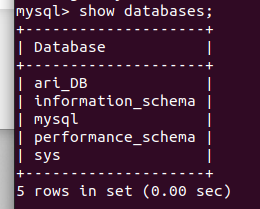 mysql> show databases;
+--------------------+
| Database           |
+--------------------+
| ari_DB             |
| information_schema |
| mysql              |
| performance_schema |
| sys                |
+--------------------+
5 rows in set (0.00 sec)